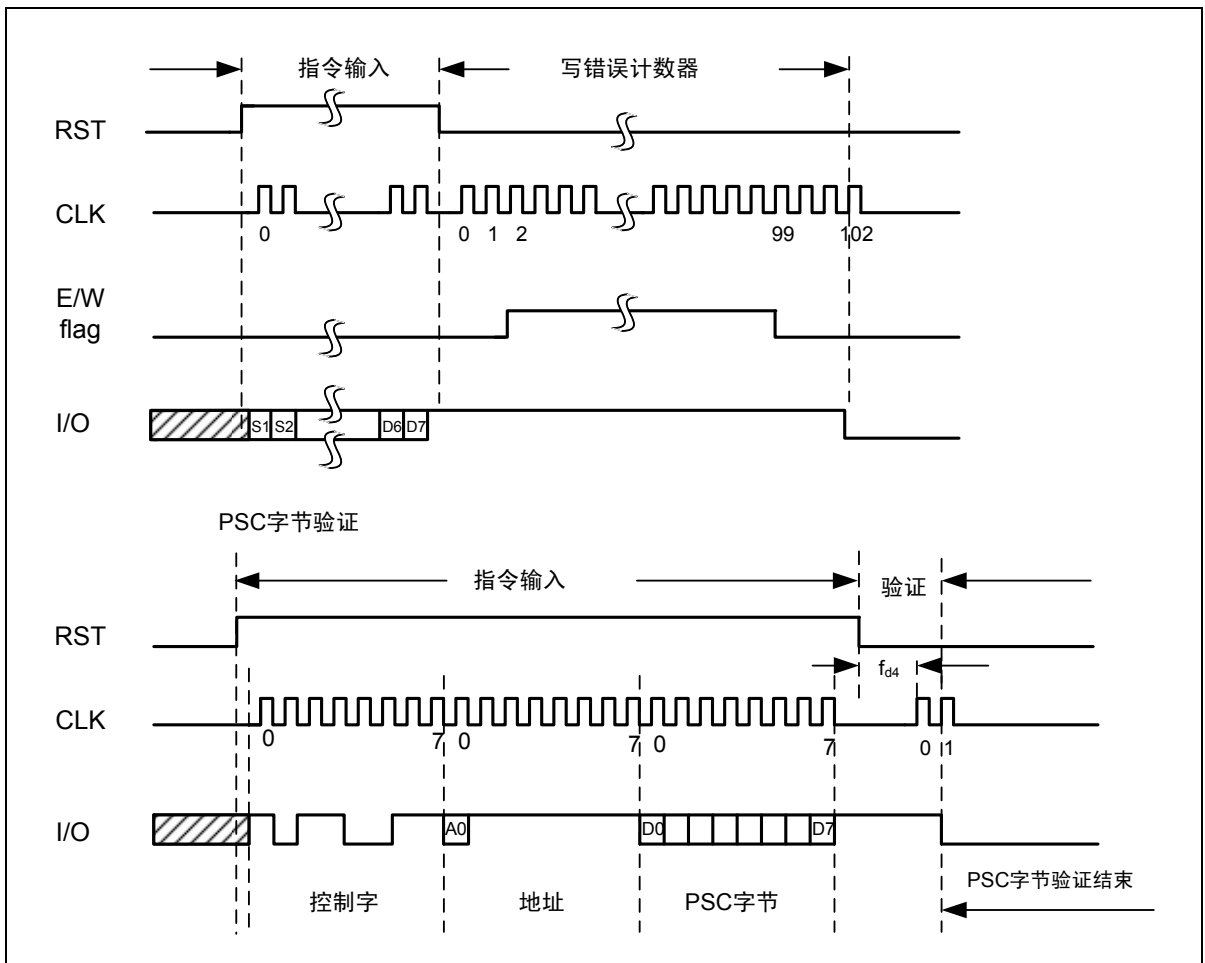 指令输入
写错误计数器
RST
CLK
0
0 1 2
99
102
E/W
flag
I/O
S1 S2
D6 D7
PSC字节验证
指令输入
验证
RST
fd4
CLK
0
7 0
7 0
7
0 1
I/O
A0
D0
D7
控制字
地址
PSC字节
PSC字节验证结束